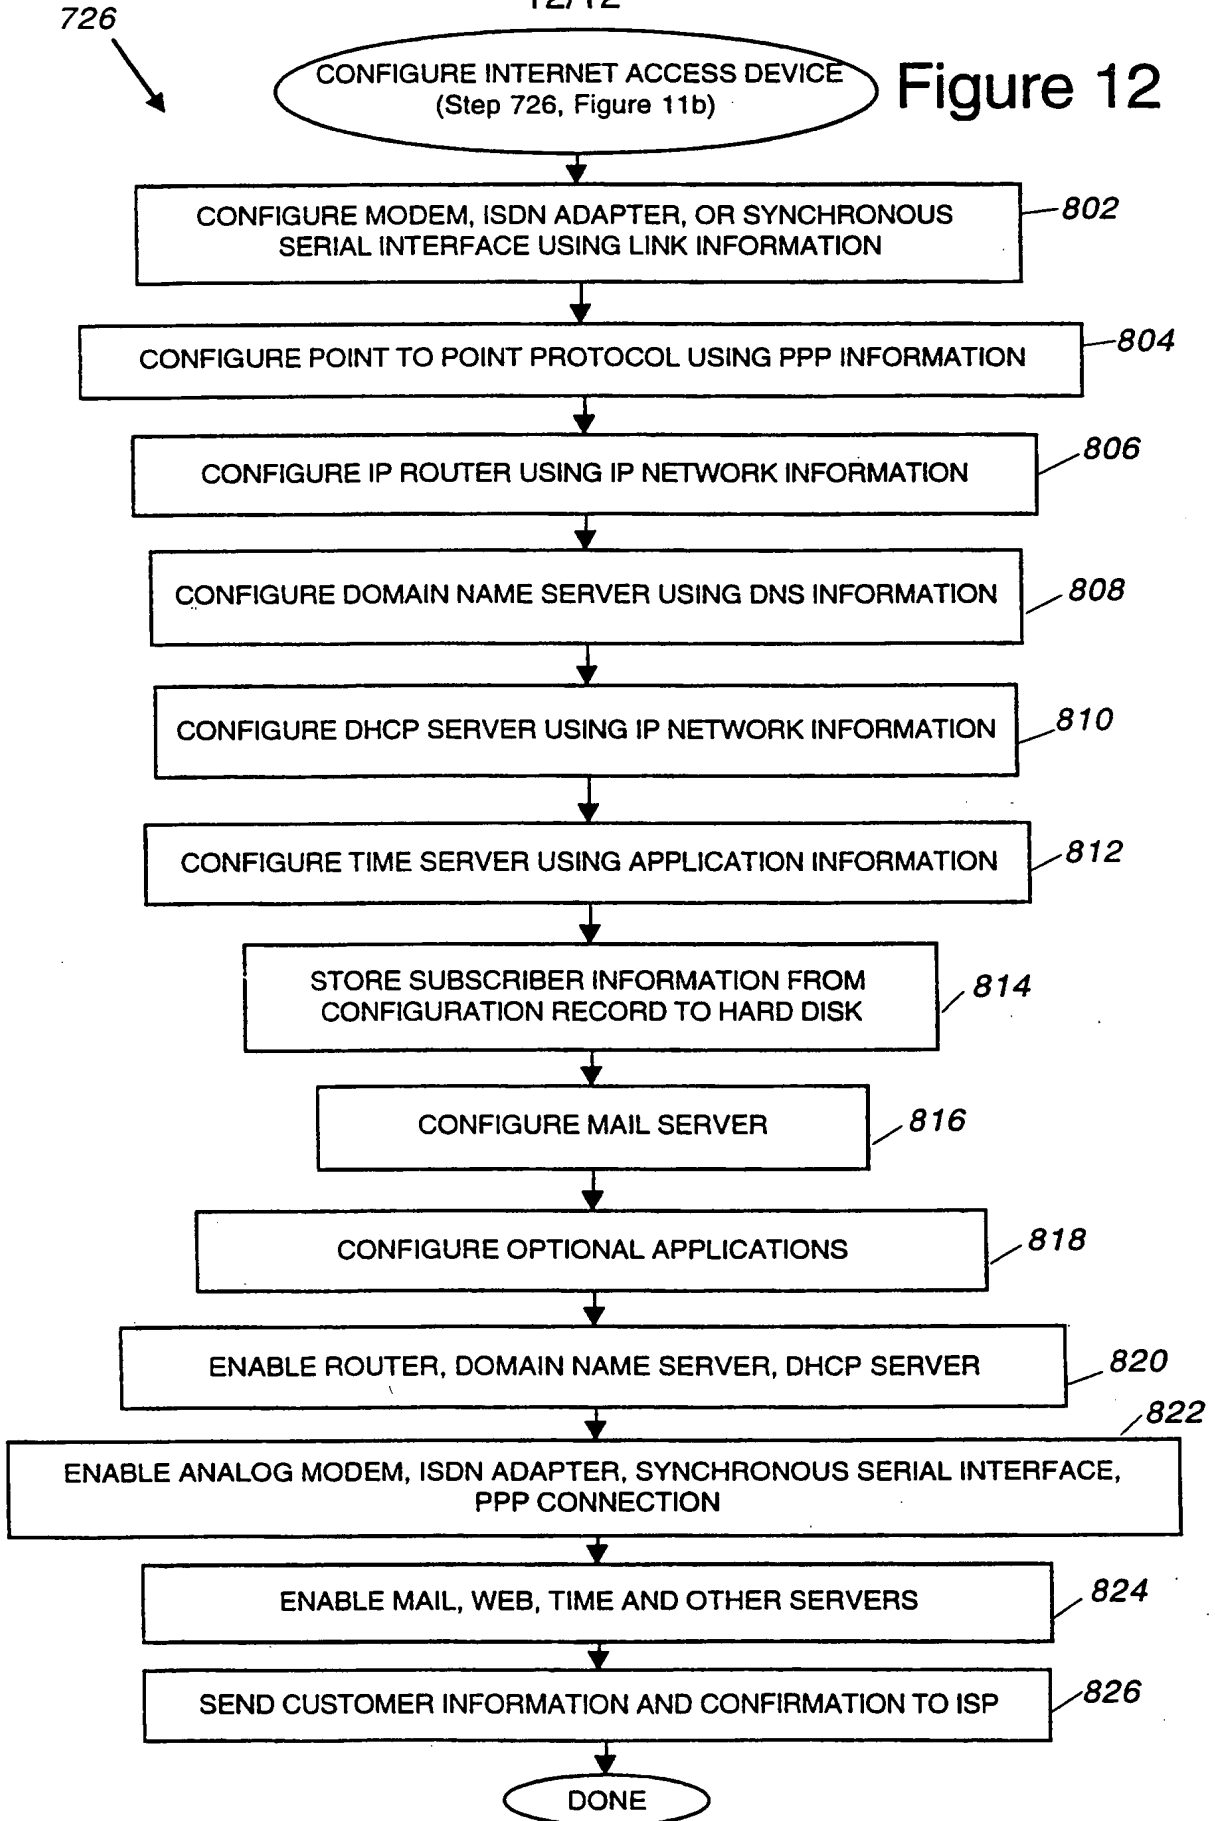 12/12
726
CONFIGURE INTERNET ACCESS DEVICE
(Step 726, Figure 11b)
Figure 12
CONFIGURE MODEM, ISDN ADAPTER, OR SYNCHRONOUS
SERIAL INTERFACE USING LINK INFORMATION
802
CONFIGURE POINT TO POINT PROTOCOL USING PPP INFORMATION
804
CONFIGURE IP ROUTER USING IP NETWORK INFORMATION
806
CONFIGURE DOMAIN NAME SERVER USING DNS INFORMATION
808
CONFIGURE DHCP SERVER USING IP NETWORK INFORMATION
810
CONFIGURE TIME SERVER USING APPLICATION INFORMATION
812
STORE SUBSCRIBER INFORMATION FROM
CONFIGURATION RECORD TO HARD DISK
814
CONFIGURE MAIL SERVER
816
CONFIGURE OPTIONAL APPLICATIONS
818
ENABLE ROUTER, DOMAIN NAME SERVER, DHCP SERVER
820
822
ENABLE ANALOG MODEM, ISDN ADAPTER, SYNCHRONOUS SERIAL INTERFACE,
PPP CONNECTION
ENABLE MAIL, WEB, TIME AND OTHER SERVERS
824
SEND CUSTOMER INFORMATION AND CONFIRMATION TO ISP
826
DONE